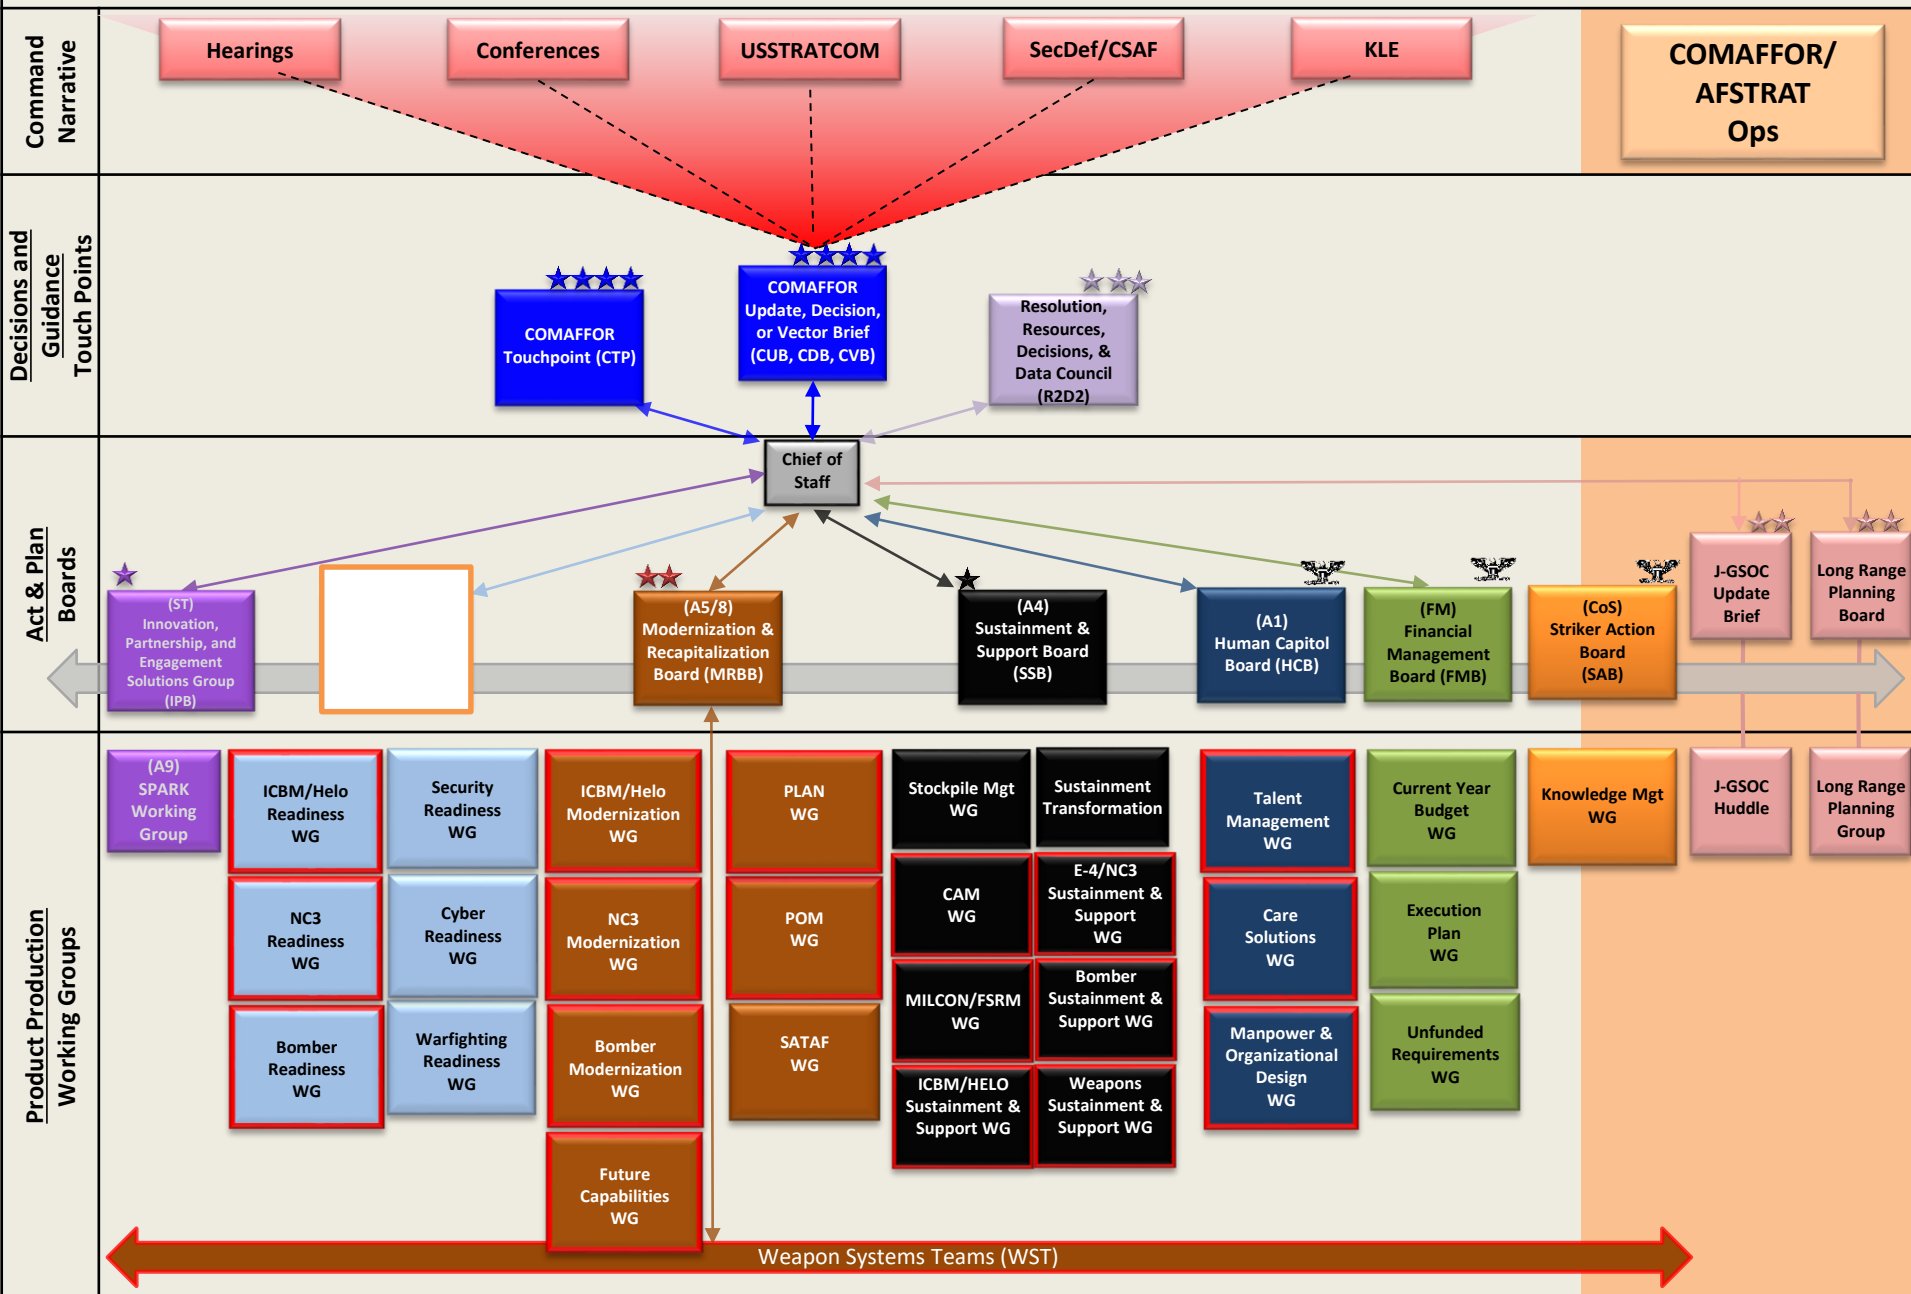 Command
Narrative
Hearings
Conferences
USSTRATCOM
SecDef/CSAF
KLE
COMAFFOR/
AFSTRAT
Ops
Decisions and
Guidance
Touch Points
COMAFFOR
Touchpoint (CTP)
COMAFFOR
Update, Decision,
or Vector Brief
(CUB, CDB, CVB)
Resolution,
Resources,
Decisions, &
Data Council
(R2D2)
Chief of
Staff
Act & Plan
Boards
(ST)
Innovation,
Partnership, and
Engagement
Solutions Group
(IPB)
(A5/8)
Modernization &
Recapitalization
Board (MRBB)
(A4)
Sustainment &
Support Board
(SSB)
(A1)
Human Capitol
Board (HCB)
(FM)
Financial
Management
Board (FMB)
(CoS)
Striker Action
Board
(SAB)
J-GSOC
Update
Brief
Long Range
Planning
Board
Product Production
Working Groups
(A9)
SPARK
Working
Group
ICBM/Helo
Readiness
WG
NC3
Readiness
WG
Bomber
Readiness
WG
Security
Readiness
WG
Cyber
Readiness
WG
Warfighting
Readiness
WG
ICBM/Helo
Modernization
WG
NC3
Modernization
WG
Bomber
Modernization
WG
Future
Capabilities
WG
PLAN
WG
POM
WG
SATAF
WG
Stockpile Mgt
WG
CAM
WG
MILCON/FSRM
WG
ICBM/HELO
Sustainment &
Support WG
Sustainment
Transformation
E-4/NC3
Sustainment &
Support
WG
Bomber
Sustainment &
Support WG
Weapons
Sustainment &
Support WG
Talent
Management
WG
Care
Solutions
WG
Manpower &
Organizational
Design
WG
Current Year
Budget
WG
Execution
Plan
WG
Unfunded
Requirements
WG
Knowledge Mgt
WG
J-GSOC
Huddle
Long Range
Planning
Group
Weapon Systems Teams (WST)